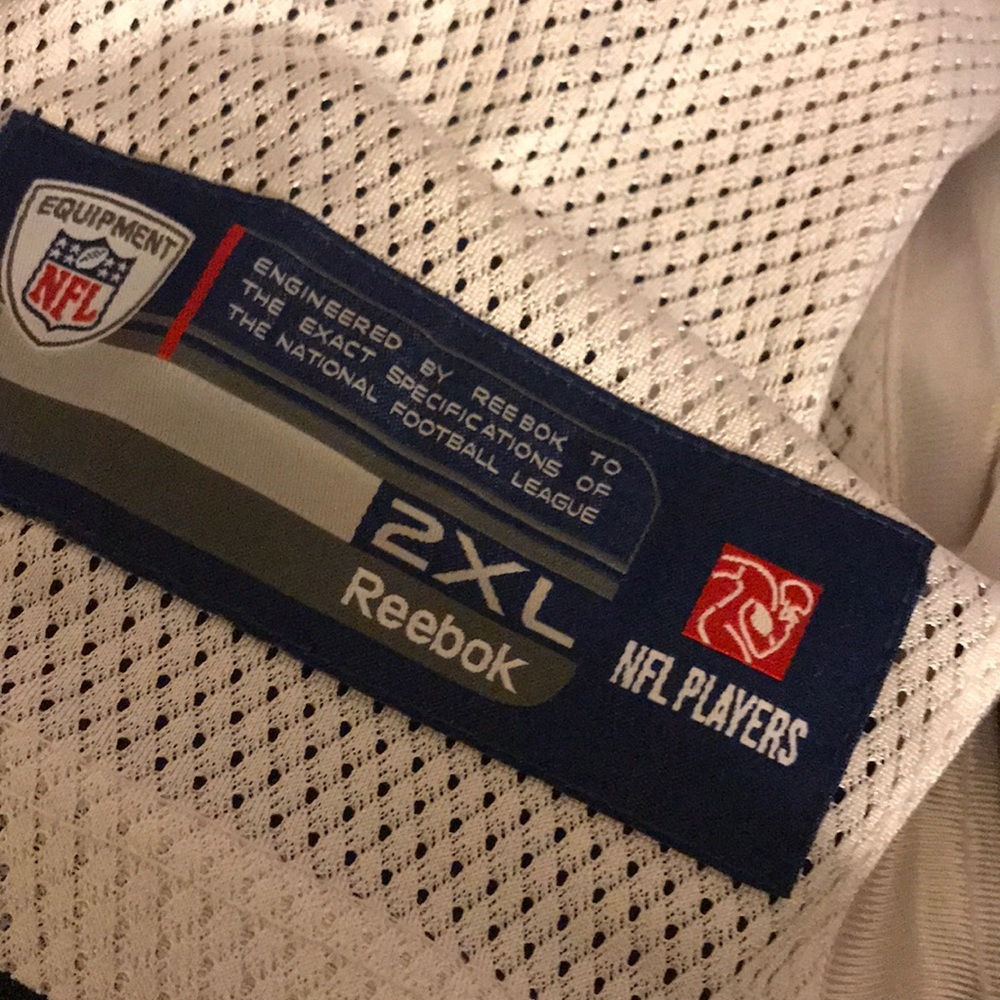 EQUIPMENT
NFL
ENGINEERED BY REEBOK TO
THE EXACT SPECIFICATIONS OF
THE NATIONAL FOOTBALL LEAGUE
2XL
Reebok
NFL PLAYERS